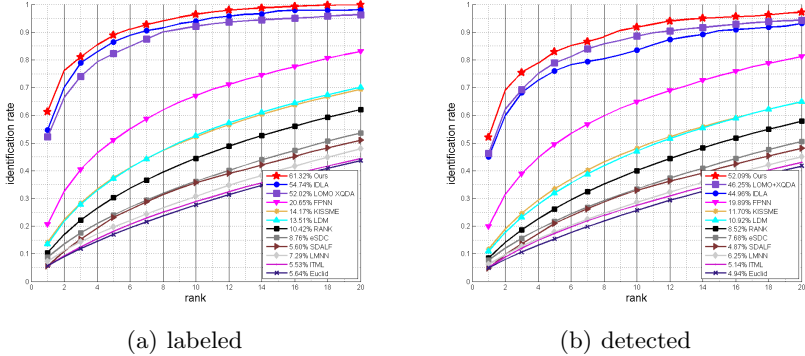 1
0.9
0.8
0.7
0.6
0.5
0.4
0.3
0.2
0.1
0
0 2 4 6 8 10 12 14 16 18 20
identification rate
rank
61.32% Ours
54.74% IDLA
52.02% LOMO XQDA
20.65% FPNN
14.17% KISSME
13.51% LDM
10.42% RANK
8.76% eSDC
5.60% SDALF
7.29% LMNN
5.53% ITML
5.64% Euclid
(a) labeled
1
0.9
0.8
0.7
0.6
0.5
0.4
0.3
0.2
0.1
0
0 2 4 6 8 10 12 14 16 18 20
identification rate
rank
52.09% Ours
46.25% LOMO+XQDA
44.96% IDLA
19.89% FPNN
11.70% KISSME
10.92% LDM
8.52% RANK
7.68% eSDC
4.87% SDALF
6.25% LMNN
5.14% ITML
4.94% Euclid
(b) detected